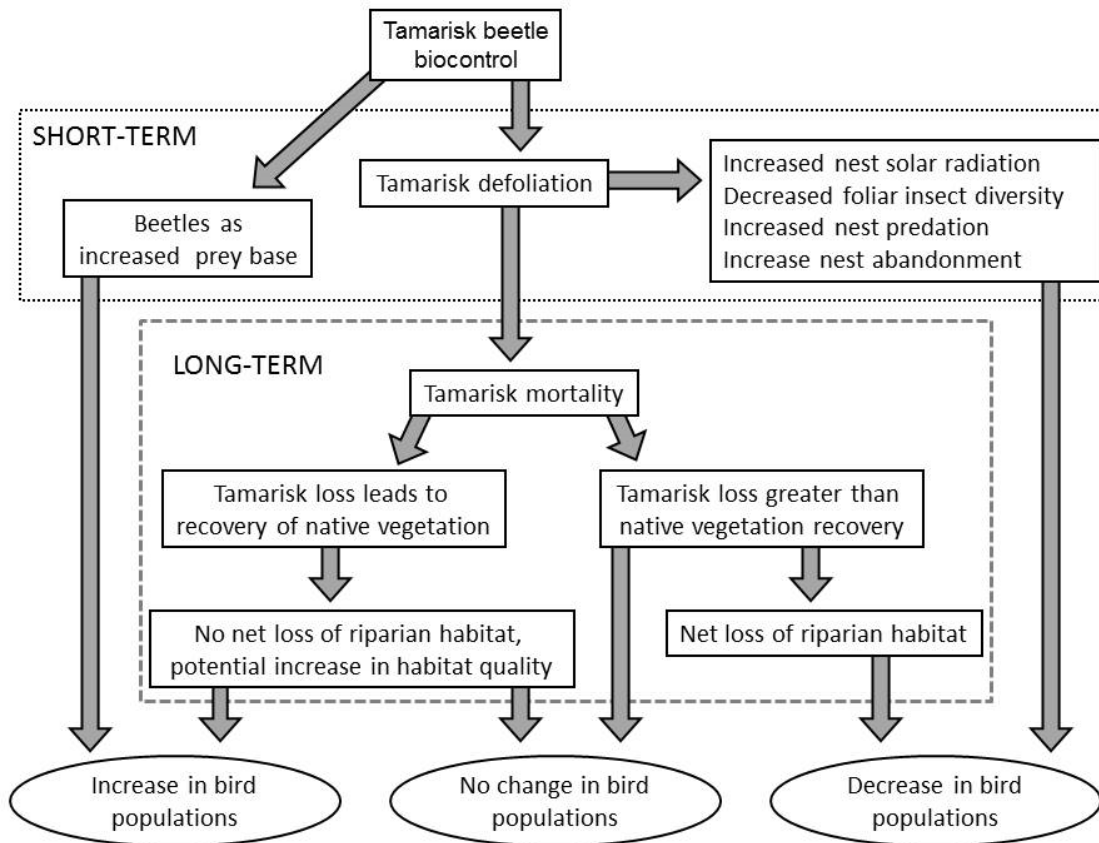 Tamarisk beetle
biocontrol
SHORT-TERM
Tamarisk defoliation
Increased nest solar radiation
Decreased foliar insect diversity
Increased nest predation
Increase nest abandonment
Beetles as
increased prey base
LONG-TERM
Tamarisk mortality
Tamarisk loss leads to
recovery of native vegetation
Tamarisk loss greater than
native vegetation recovery
No net loss of riparian habitat,
potential increase in habitat quality
Net loss of riparian habitat
Increase in bird
populations
No change in bird
populations
Decrease in bird
populations